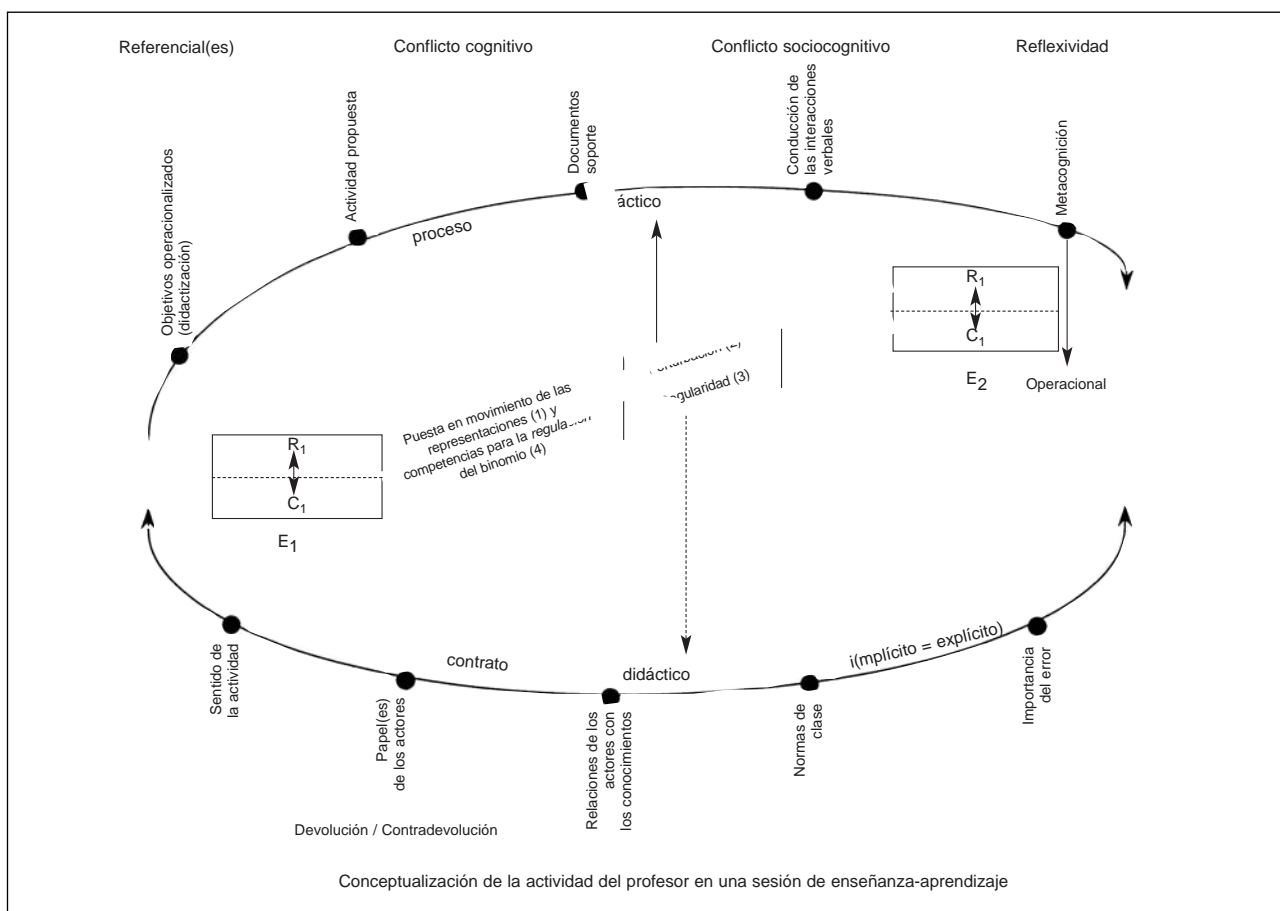 Referencial(es)
Conflicto cognitivo
Conflicto sociocognitivo
Reflexividad
Objetivos operacionalizados
(didactización)
Actividad propuesta
Documentos
soporte
Conducción de
las interacciones
verbales
Metacognición
proceso
áctico
R1
C1
E2
Operacional
(2)
(3)
Puesta en movimiento de las
representaciones (1) y
competencias para la
del binomio (4)
R1
C1
E1
contrato
didáctico
i(mplícito = explícito)
Sentido de
la actividad
Papel(es)
de los actores
Relaciones de los
actores con
los conocimientos
Normas de
clase
Importancia
del error
Devolución / Contradevolución
Conceptualización de la actividad del profesor en una sesión de enseñanza-aprendizaje